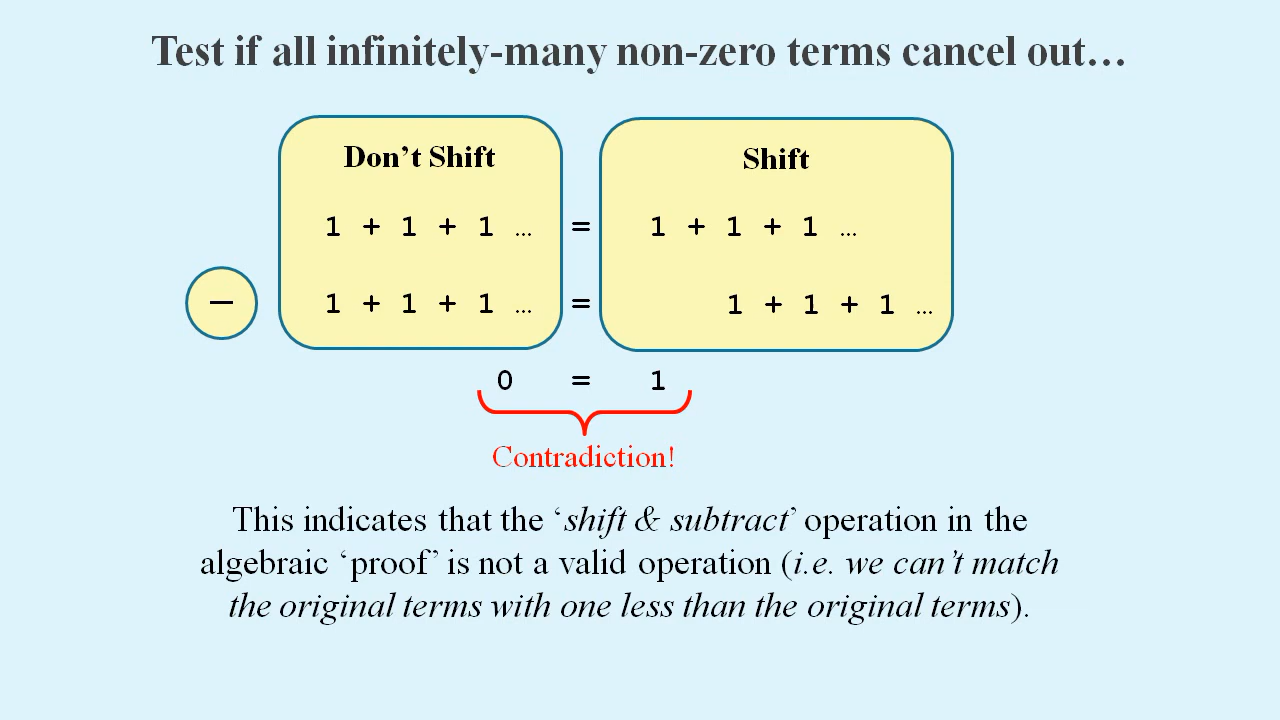 Test if all infinitely-many non-zero terms cancel out…
Don’t Shift
Shift
1 + 1 + 1 … = 1 + 1 + 1 …
− 1 + 1 + 1 … = 1 + 1 + 1 …
0 = 1
Contradiction!
This indicates that the ‘shift & subtract’ operation in the
algebraic ‘proof’ is not a valid operation (i.e. we can’t match
the original terms with one less than the original terms).